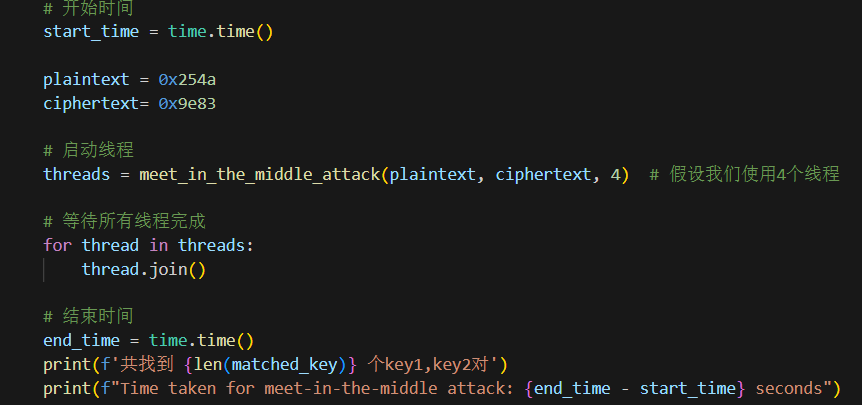 # 开始时间
start_time = time.time()
plaintext = 0x254a
ciphertext= 0x9e83
# 启动线程
threads = meet_in_the_middle_attack(plaintext, ciphertext, 4)  # 假设我们使用4个线程
# 等待所有线程完成
for thread in threads:
    thread.join()
# 结束时间
end_time = time.time()
print(f'共找到 {len(matched_key)} 个key1,key2对')
print(f"Time taken for meet-in-the-middle attack: {end_time - start_time} seconds")